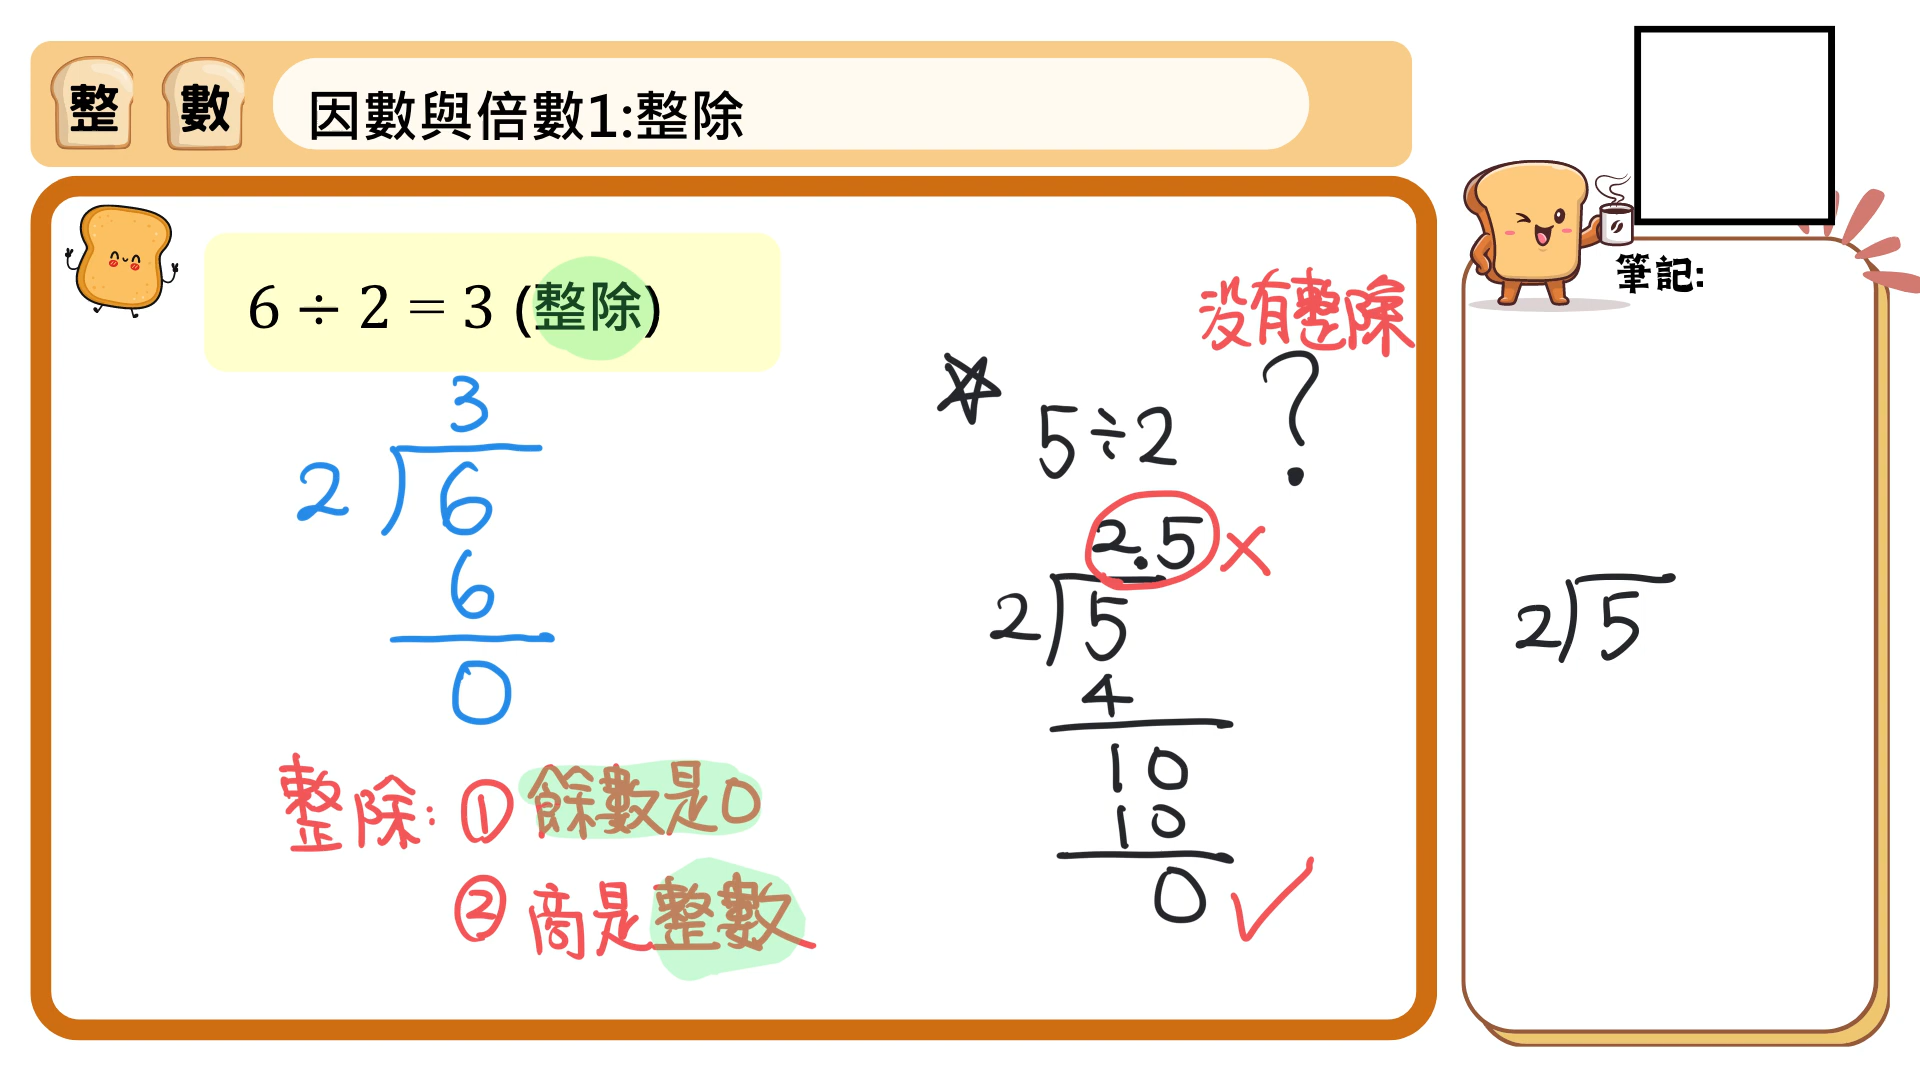 整 數
因數與倍數1:整除
6 ÷ 2 = 3 (整除)
3
2 6
6
0
整除: ① 餘數是0
② 商是整數
没有整除
5÷2 ?
2.5 ×
2 5
4
10
10
0 ✓
筆記:
2 5